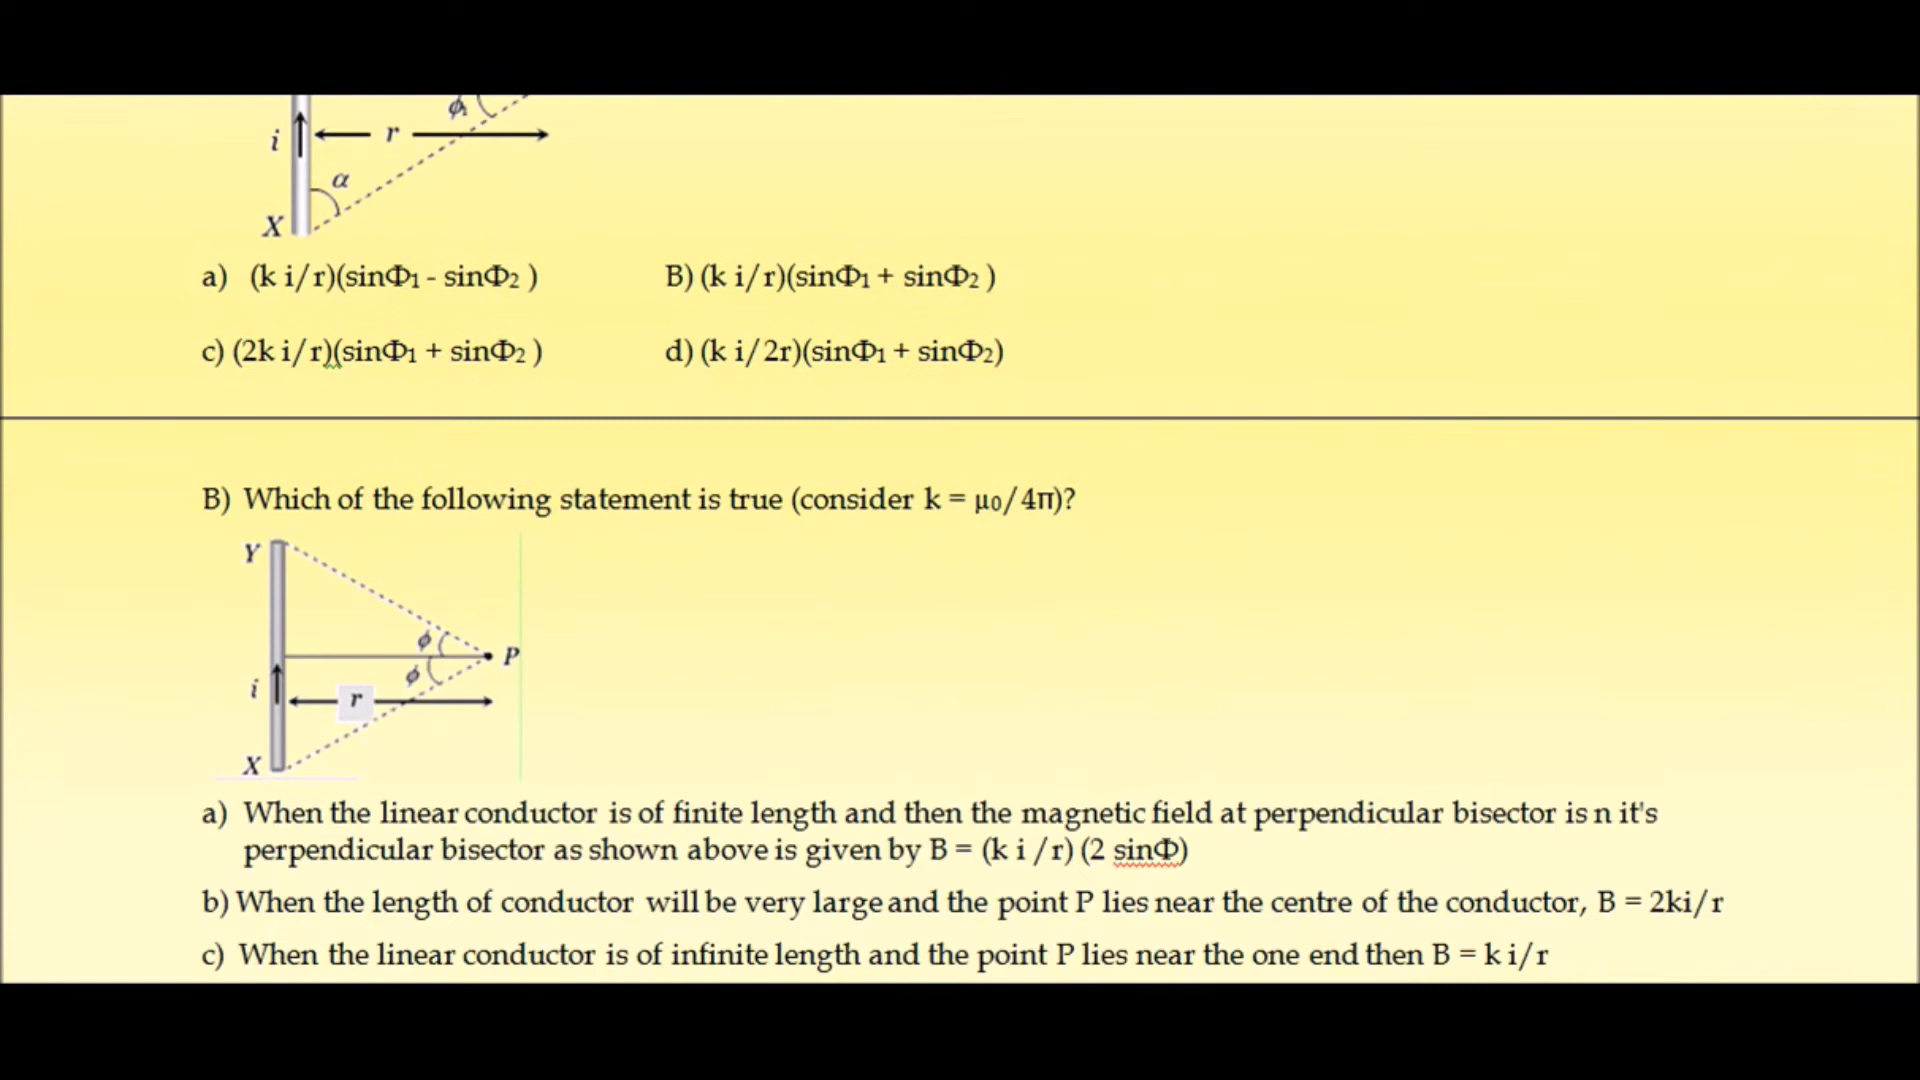 ϕ₁
i r
α
X
a) (k i/r)(sinΦ₁ - sinΦ₂ ) B) (k i/r)(sinΦ₁ + sinΦ₂ )
c) (2k i/r)(sinΦ₁ + sinΦ₂ ) d) (k i/2r)(sinΦ₁ + sinΦ₂)
B) Which of the following statement is true (consider k = μ₀/4π)?
Y
ϕ
P
ϕ
i r
X
a) When the linear conductor is of finite length and then the magnetic field at perpendicular bisector is n it's
perpendicular bisector as shown above is given by B = (k i /r) (2 sinΦ)
b) When the length of conductor will be very large and the point P lies near the centre of the conductor, B = 2ki/r
c) When the linear conductor is of infinite length and the point P lies near the one end then B = k i/r